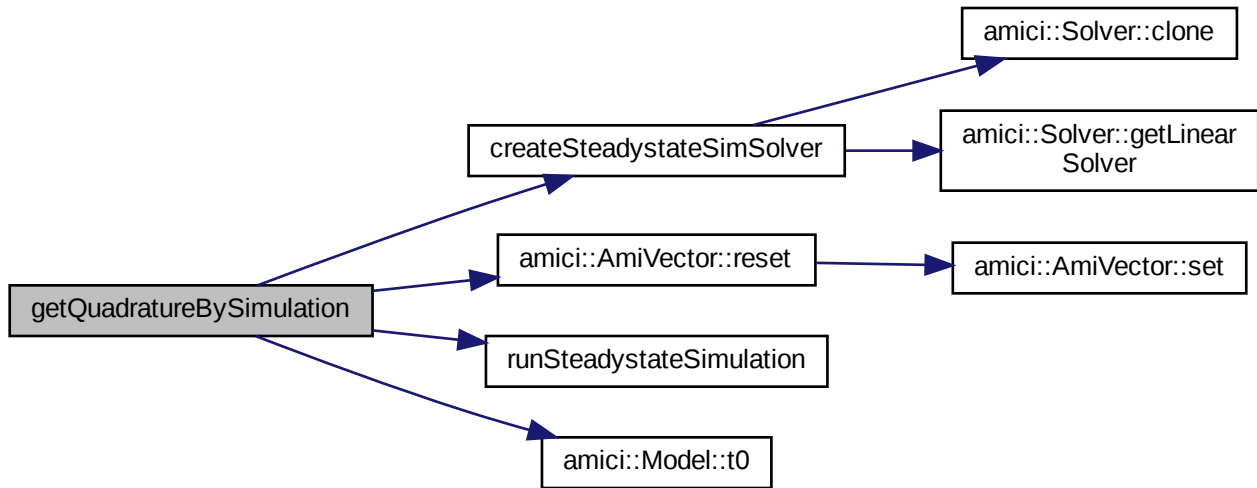 amici::Solver::clone
createSteadystateSimSolver
amici::Solver::getLinear
Solver
amici::AmiVector::reset
amici::AmiVector::set
getQuadratureBySimulation
runSteadystateSimulation
amici::Model::t0